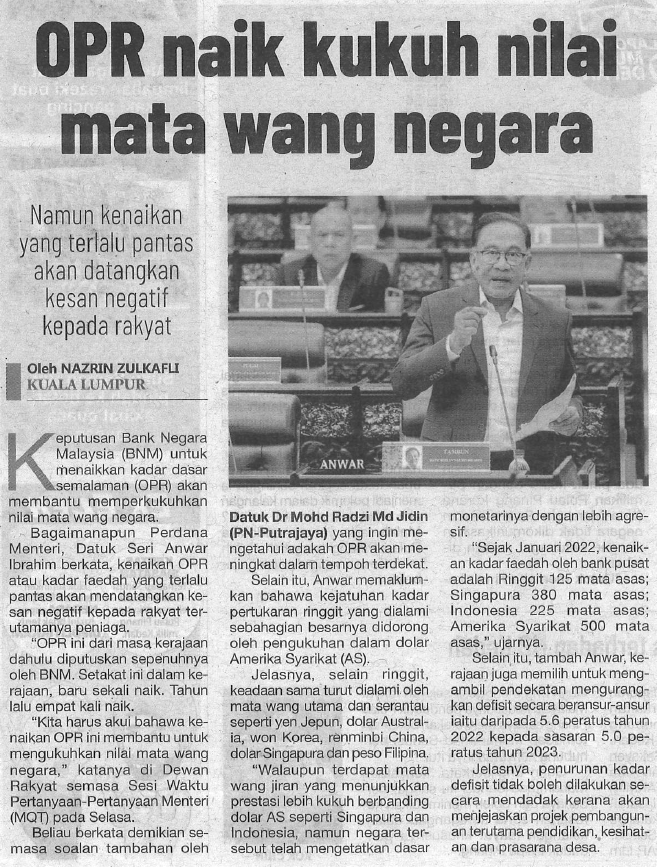 OPR naik kukuh nilai
mata wang negara
Namun kenaikan
yang terlalu pantas
akan datangkan
kesan negatif
kepada rakyat
Oleh NAZRIN ZULKAFLI
KUALA LUMPUR
Keputusan Bank Negara
Malaysia (BNM) untuk
menaikkan kadar dasar
semalaman (OPR) akan
membantu memperkukuhkan
nilai mata wang negara.
Bagaimanapun Perdana
Menteri, Datuk Seri Anwar
Ibrahim berkata, kenaikan OPR
atau kadar faedah yang terlalu
pantas akan mendatangkan ke-
san negatif kepada rakyat ter-
utamanya penjaga.
“OPR ini dari masa kerajaan
dahulu diputuskan sepenuhnya
oleh BNM. Setakat ini dalam ke-
rajaan, baru sekali naik. Tahun
lalu empat kali naik.
“Kita harus akui bahawa ke-
naikan OPR ini membantu untuk
mengukuhkan nilai mata wang
negara,” katanya di Dewan
Rakyat semasa Sesi Waktu
Pertanyaan-Pertanyaan Menteri
(MQT) pada Selasa.
Beliau berkata demikian se-
masa soalan tambahan oleh
ANWAR
TAMBUN
Datuk Dr Mohd Radzi Md Jidin
(PN-Putrajaya) yang ingin me-
ngetahui adakah OPR akan me-
ningkat dalam tempoh terdekat.
Selain itu, Anwar memaklum-
kan bahawa kejatuhan kadar
pertukaran ringgit yang dialami
sebahagian besarnya didorong
oleh pengukuhan dalam dolar
Amerika Syarikat (AS).
Jelasnya, selain ringgit,
keadaan sama turut dialami oleh
mata wang utama dan serantau
seperti yen Jepun, dolar Austral-
ia, won Korea, renminbi China,
dolar Singapura dan peso Filipina.
“Walaupun terdapat mata
wang jiran yang menunjukkan
prestasi lebih kukuh berbanding
dolar AS seperti Singapura dan
Indonesia, namun negara ter-
sebut telah mengetatkan dasar
monetarinya dengan lebih agre-
sif.
“Sejak Januari 2022, kenaik-
an kadar faedah oleh bank pusat
adalah Ringgit 125 mata asas;
Singapura 380 mata asas;
Indonesia 225 mata asas;
Amerika Syarikat 500 mata
asas,” ujarnya.
Selain itu, tambah Anwar, ke-
rajaan juga memilih untuk meng-
ambil pendekatan mengurang-
kan defisit secara beransur-ansur
iaitu daripada 5.6 peratus tahun
2022 kepada sasaran 5.0 pe-
ratus tahun 2023.
Jelasnya, penurunan kadar
defisit tidak boleh dilakukan se-
cara mendadak kerana akan
menjejaskan projek pembangun-
an terutama pendidikan, kesihat-
an dan prasarana desa.